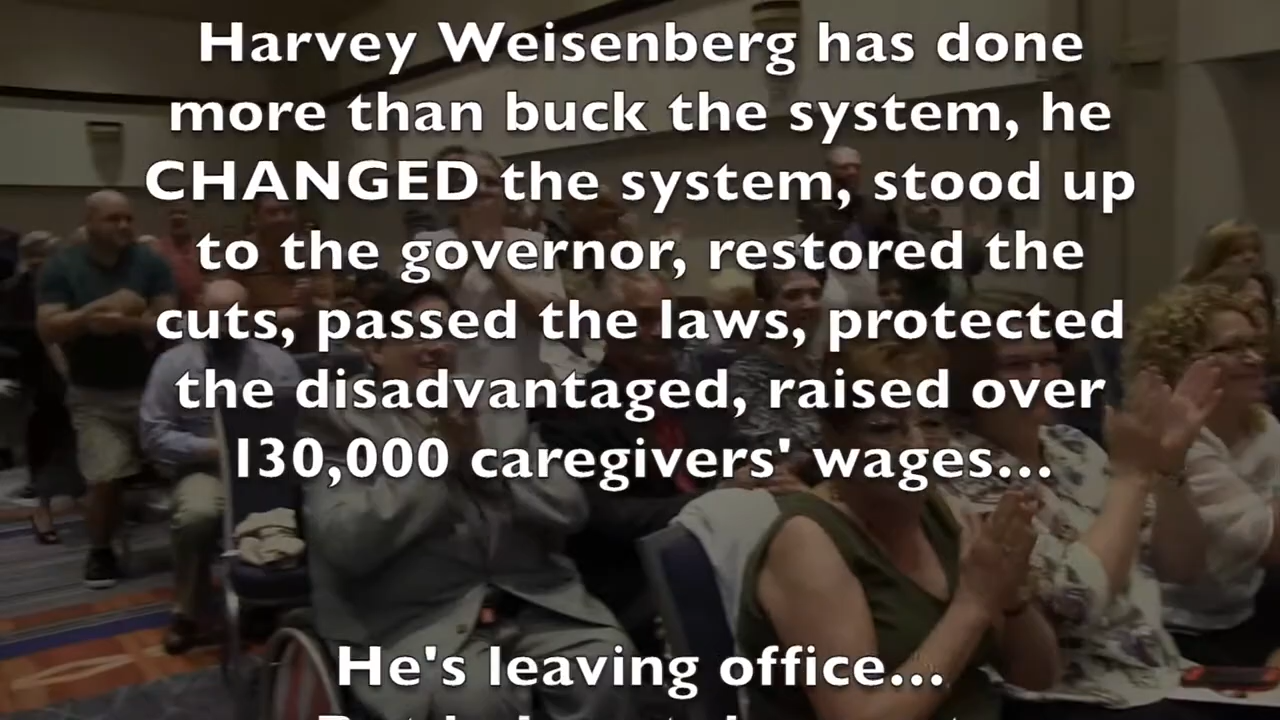 Harvey Weisenberg has done
more than buck the system, he
CHANGED the system, stood up
to the governor, restored the
cuts, passed the laws, protected
the disadvantaged, raised over
130,000 caregivers' wages...
He's leaving office...